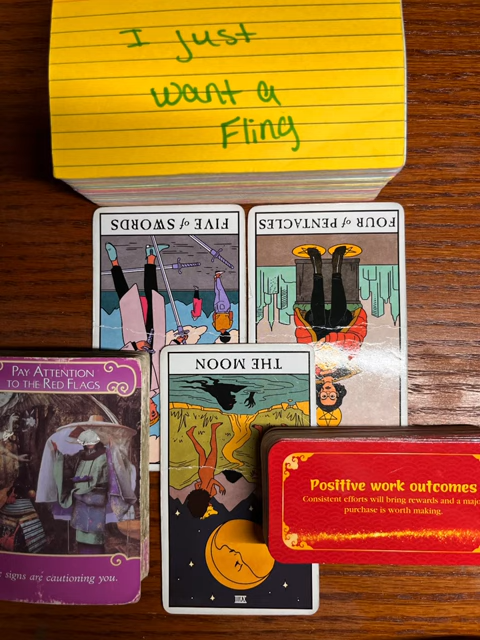 I just
want a
Fling
FIVE of SWORDS
FOUR of PENTACLES
THE MOON
PAY ATTENTION
TO THE RED FLAGS
signs are cautioning you.
Positive work outcomes
Consistent efforts will bring rewards and a majo
purchase is worth making.
XVIII